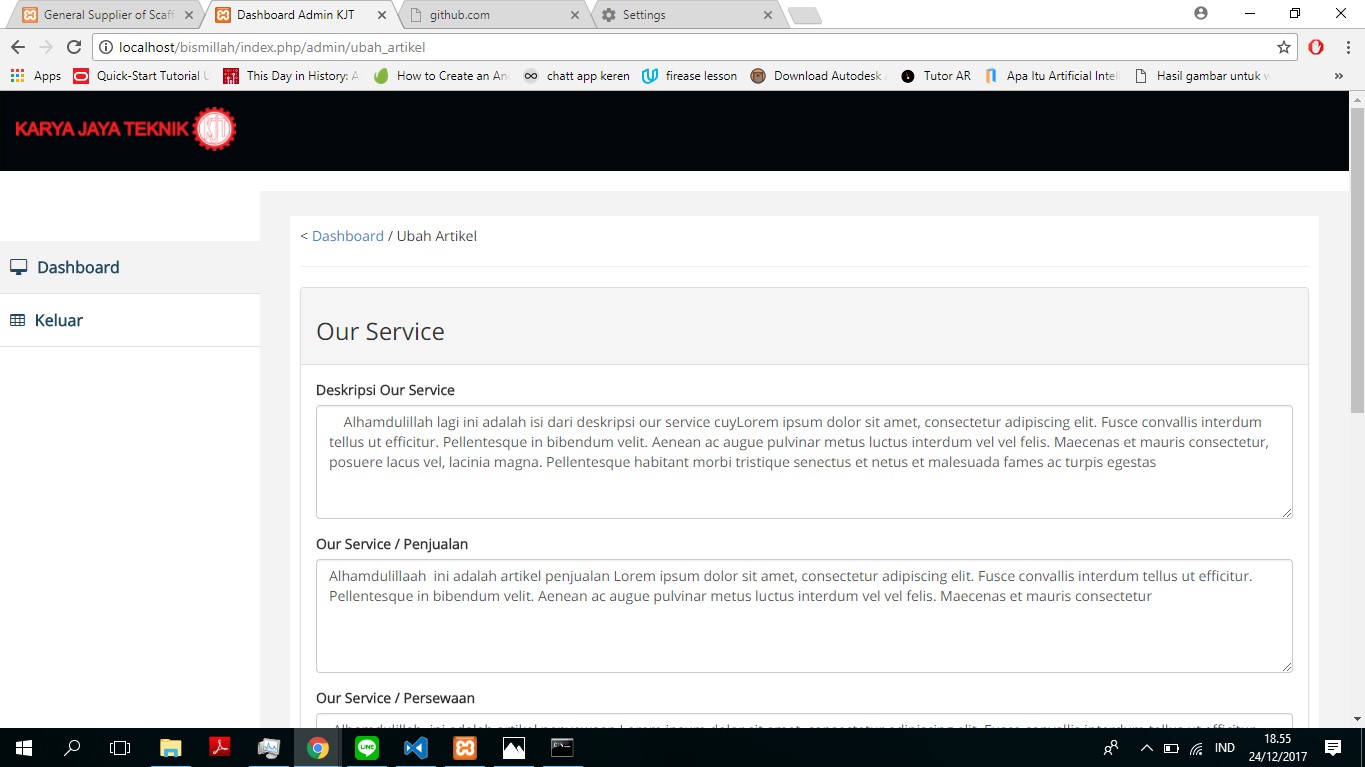 General Supplier of Scaff
Dashboard Admin KJT
github.com
Settings
localhost/bismillah/index.php/admin/ubah_artikel
Apps
Quick-Start Tutorial
This Day in History:
How to Create an
chatt app keren
firease lesson
Download Autodesk
Tutor AR
Apa Itu Artificial Intel
Hasil gambar untuk
KARYA JAYA TEKNIK KJT
< Dashboard / Ubah Artikel
Dashboard
Keluar
Our Service
Deskripsi Our Service
Alhamdulillah lagi ini adalah isi dari deskripsi our service cuyLorem ipsum dolor sit amet, consectetur adipiscing elit. Fusce convallis interdum
tellus ut efficitur. Pellentesque in bibendum velit. Aenean ac augue pulvinar metus luctus interdum vel vel felis. Maecenas et mauris consectetur,
posuere lacus vel, lacinia magna. Pellentesque habitant morbi tristique senectus et netus et malesuada fames ac turpis egestas
Our Service / Penjualan
Alhamdulillaah  ini adalah artikel penjualan Lorem ipsum dolor sit amet, consectetur adipiscing elit. Fusce convallis interdum tellus ut efficitur.
Pellentesque in bibendum velit. Aenean ac augue pulvinar metus luctus interdum vel vel felis. Maecenas et mauris consectetur
Our Service / Persewaan
LINE
IND
18.55
24/12/2017